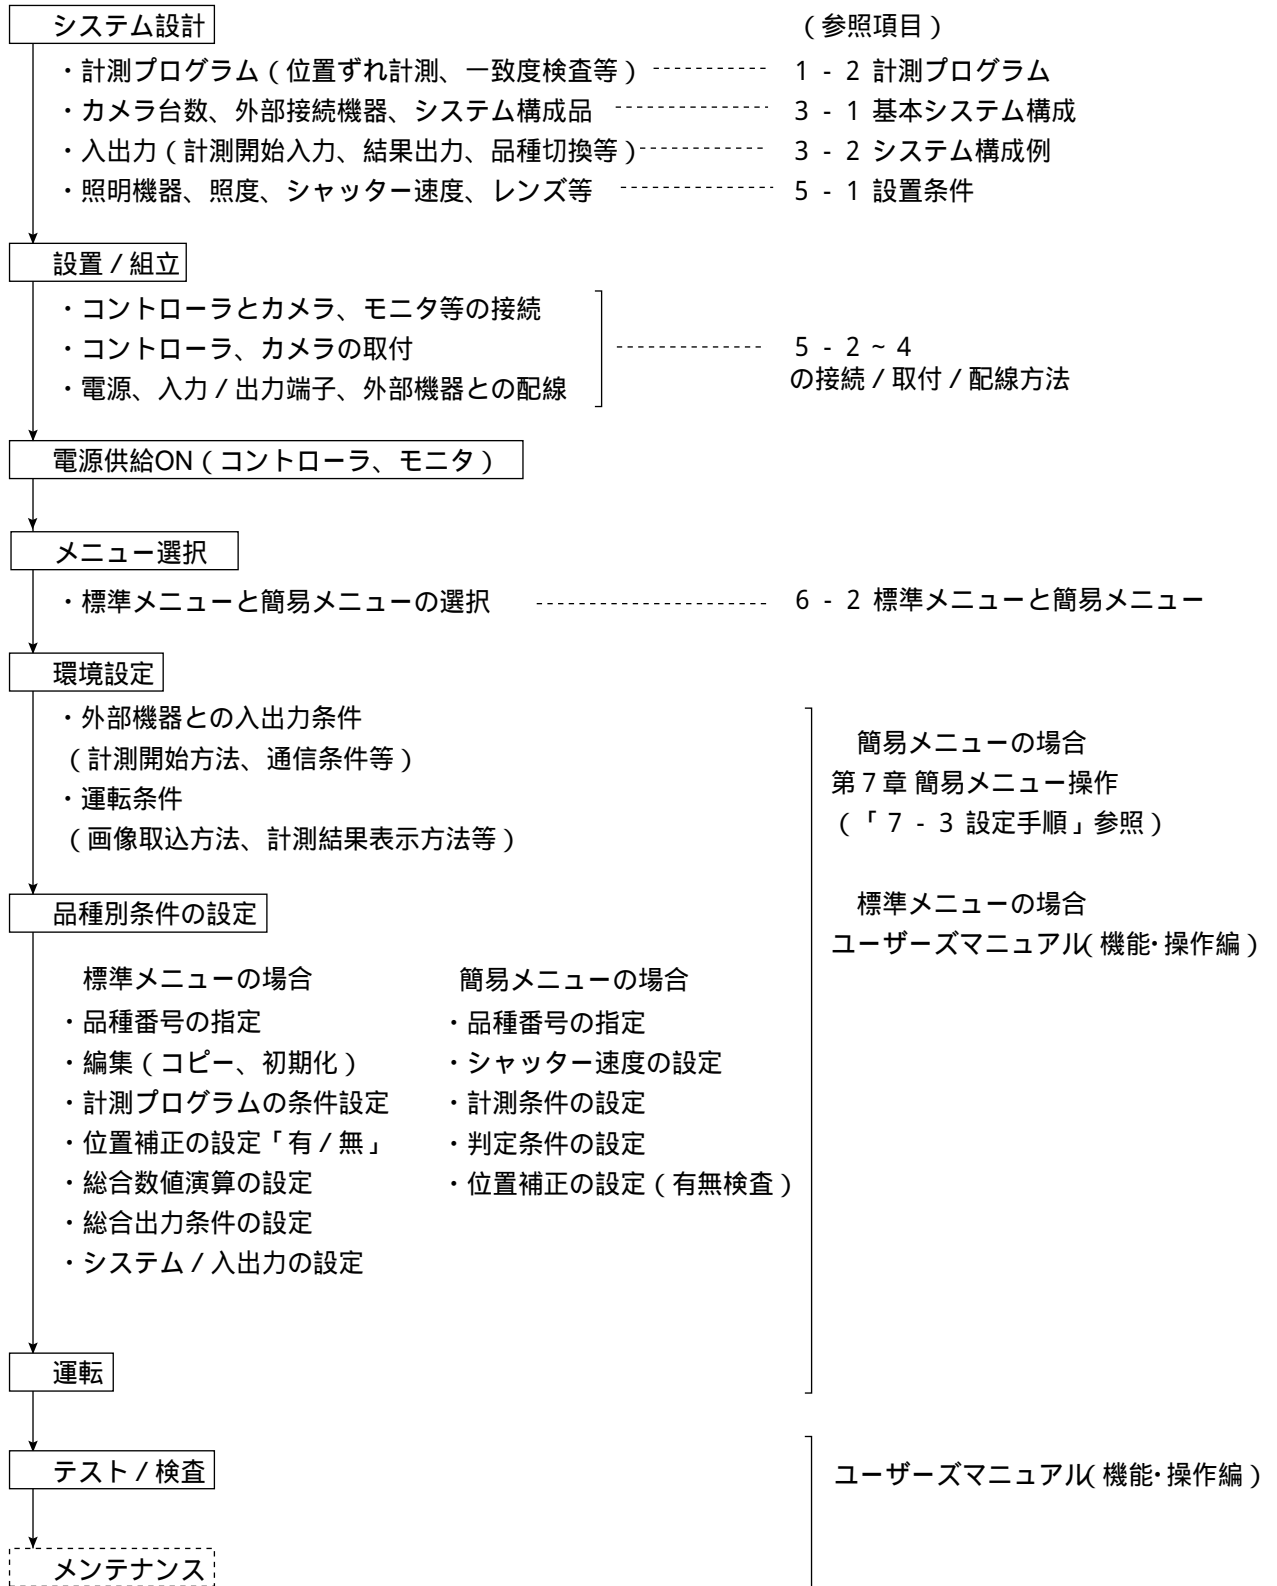 システム設計
(参照項目)
・計測プログラム(位置ずれ計測、一致度検査等) 1 - 2 計測プログラム
・カメラ台数、外部接続機器、システム構成品 3 - 1 基本システム構成
・入出力(計測開始入力、結果出力、品種切換等) 3 - 2 システム構成例
・照明機器、照度、シャッター速度、レンズ等 5 - 1 設置条件
設置/組立
・コントローラとカメラ、モニタ等の接続
・コントローラ、カメラの取付
・電源、入力/出力端子、外部機器との配線
5 - 2 ~ 4
の接続/取付/配線方法
電源供給ON(コントローラ、モニタ)
メニュー選択
・標準メニューと簡易メニューの選択 6 - 2 標準メニューと簡易メニュー
環境設定
・外部機器との入出力条件
(計測開始方法、通信条件等)
・運転条件
(画像取込方法、計測結果表示方法等)
簡易メニューの場合
第7章 簡易メニュー操作
(「7 - 3 設定手順」参照)
標準メニューの場合
ユーザーズマニュアル(機能・操作編)
品種別条件の設定
標準メニューの場合
・品種番号の指定
・編集(コピー、初期化)
・計測プログラムの条件設定
・位置補正の設定「有/無」
・総合数値演算の設定
・総合出力条件の設定
・システム/入出力の設定
簡易メニューの場合
・品種番号の指定
・シャッター速度の設定
・計測条件の設定
・判定条件の設定
・位置補正の設定(有無検査)
運転
テスト/検査
ユーザーズマニュアル(機能・操作編)
メンテナンス